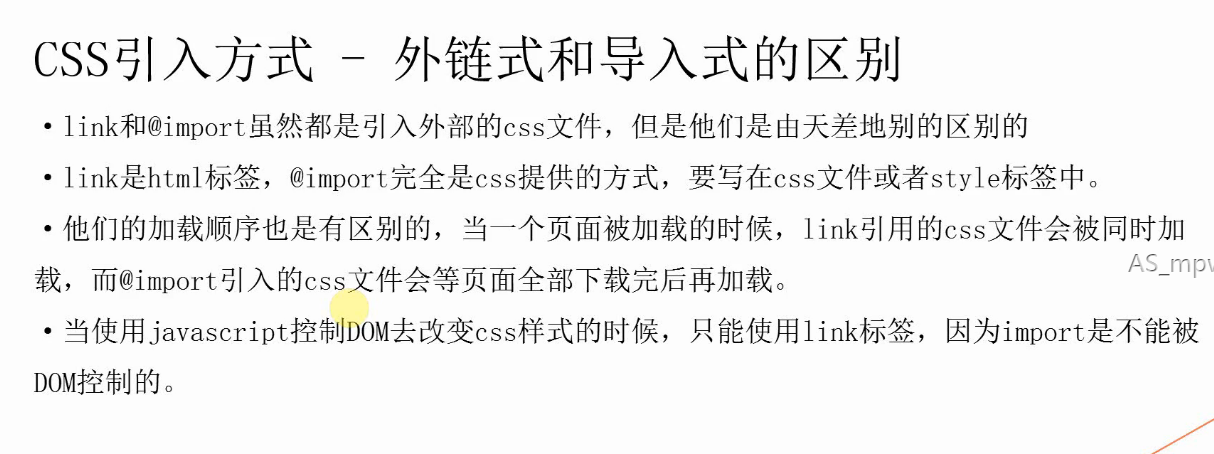 CSS引入方式 - 外链式和导入式的区别
•link和@import虽然都是引入外部的css文件，但是他们是由天差地别的区别的
•link是html标签，@import完全是css提供的方式，要写在css文件或者style标签中。
•他们的加载顺序也是有区别的，当一个页面被加载的时候，link引用的css文件会被同时加
载，而@import引入的css文件会等页面全部下载完后再加载。
AS_mpv
•当使用javascript控制DOM去改变css样式的时候，只能使用link标签，因为import是不能被
DOM控制的。